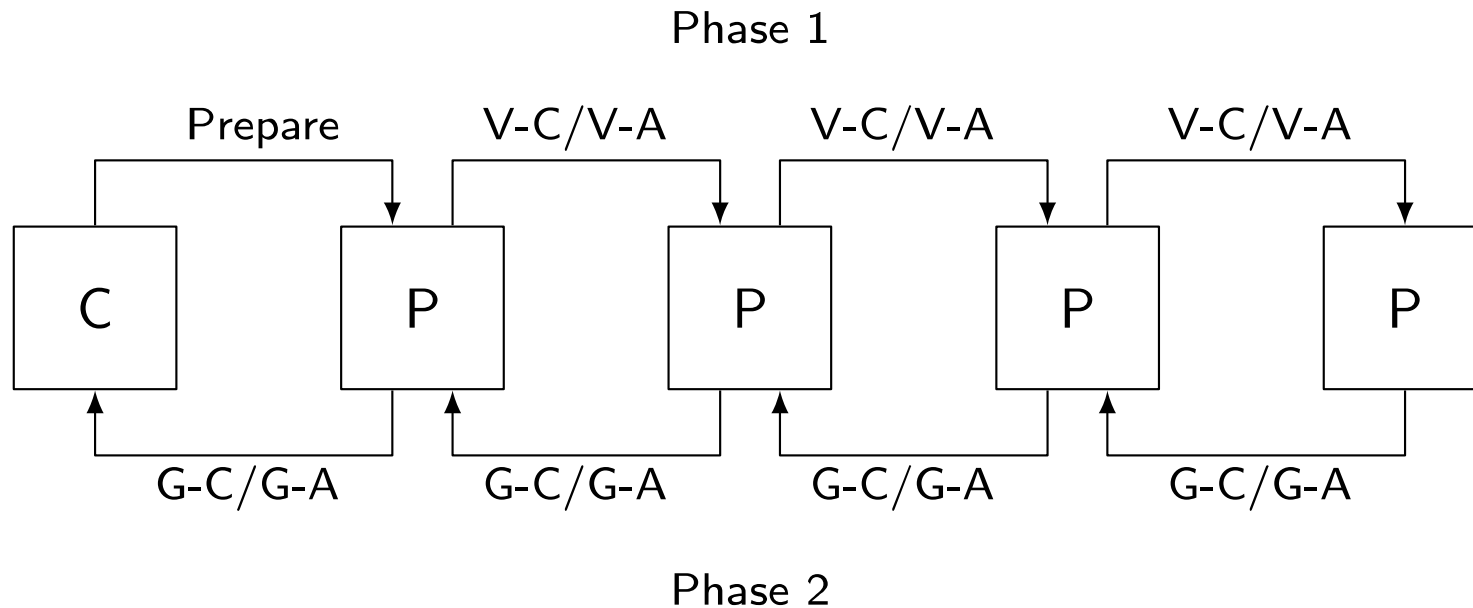 Phase 1
Prepare V-C/V-A V-C/V-A V-C/V-A
C P P P P
G-C/G-A G-C/G-A G-C/G-A G-C/G-A
Phase 2